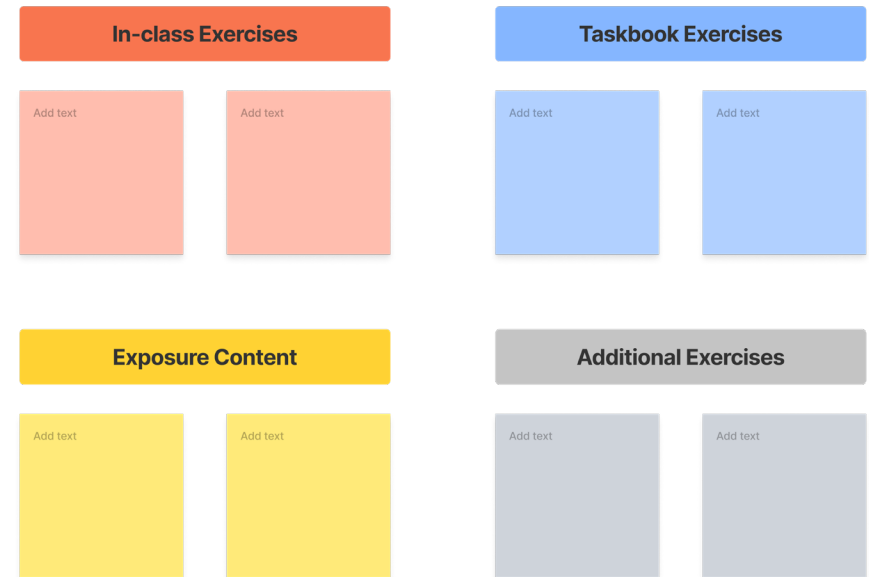 In-class Exercises
Taskbook Exercises
Add text
Add text
Add text
Add text
Exposure Content
Additional Exercises
Add text
Add text
Add text
Add text